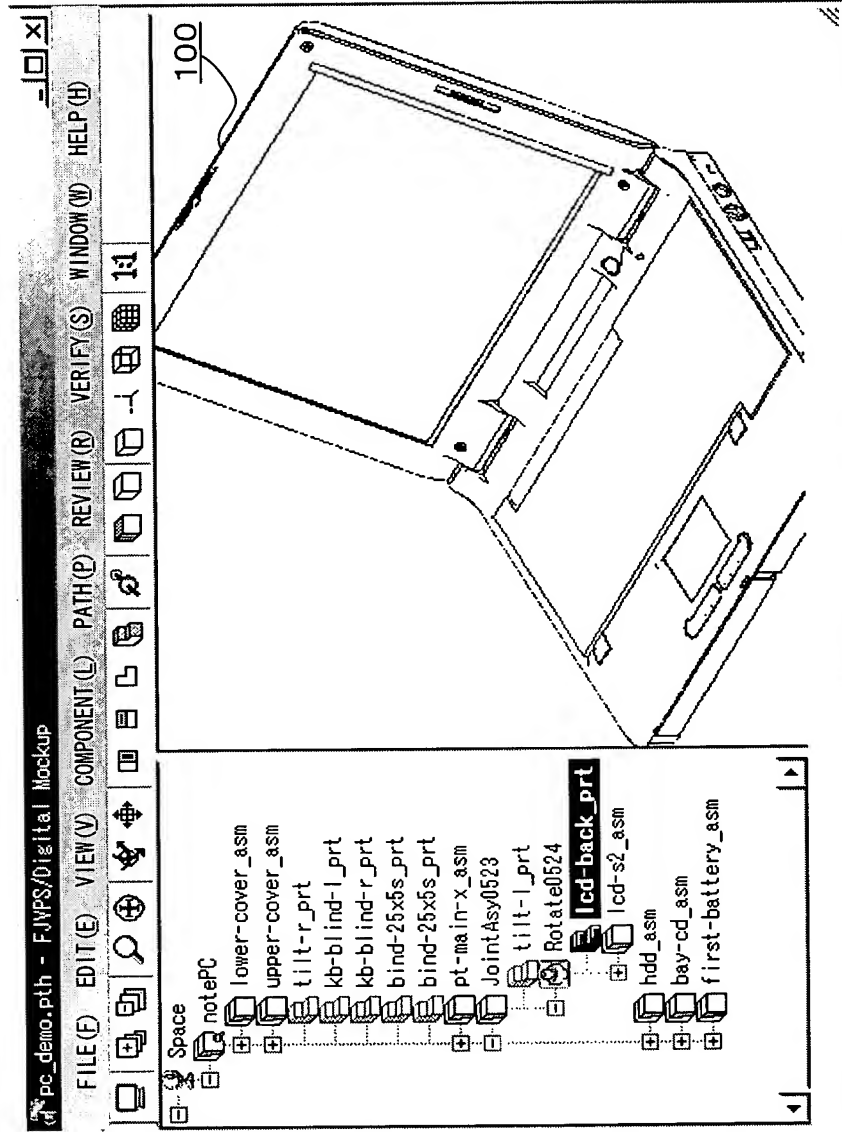 pc_demo.pth - FJVPS/Digital Mockup
FILE(F) EDIT(E) VIEW(V) COMPONENT(L) PATH(P) REVIEW(R) VERIFY(S) WINDOW(W) HELP(H)
1:1
Space
notePC
lower-cover_asm
upper-cover_asm
tilt-r_prt
kb-blind-l_prt
kb-blind-r_prt
bind-25x5s_prt
bind-25x5s_prt
pt-main-x_asm
JointAsy0523
tilt-l_prt
Rotate0524
lcd-back_prt
lcd-s2_asm
hdd_asm
bay-cd_asm
first-battery_asm
100